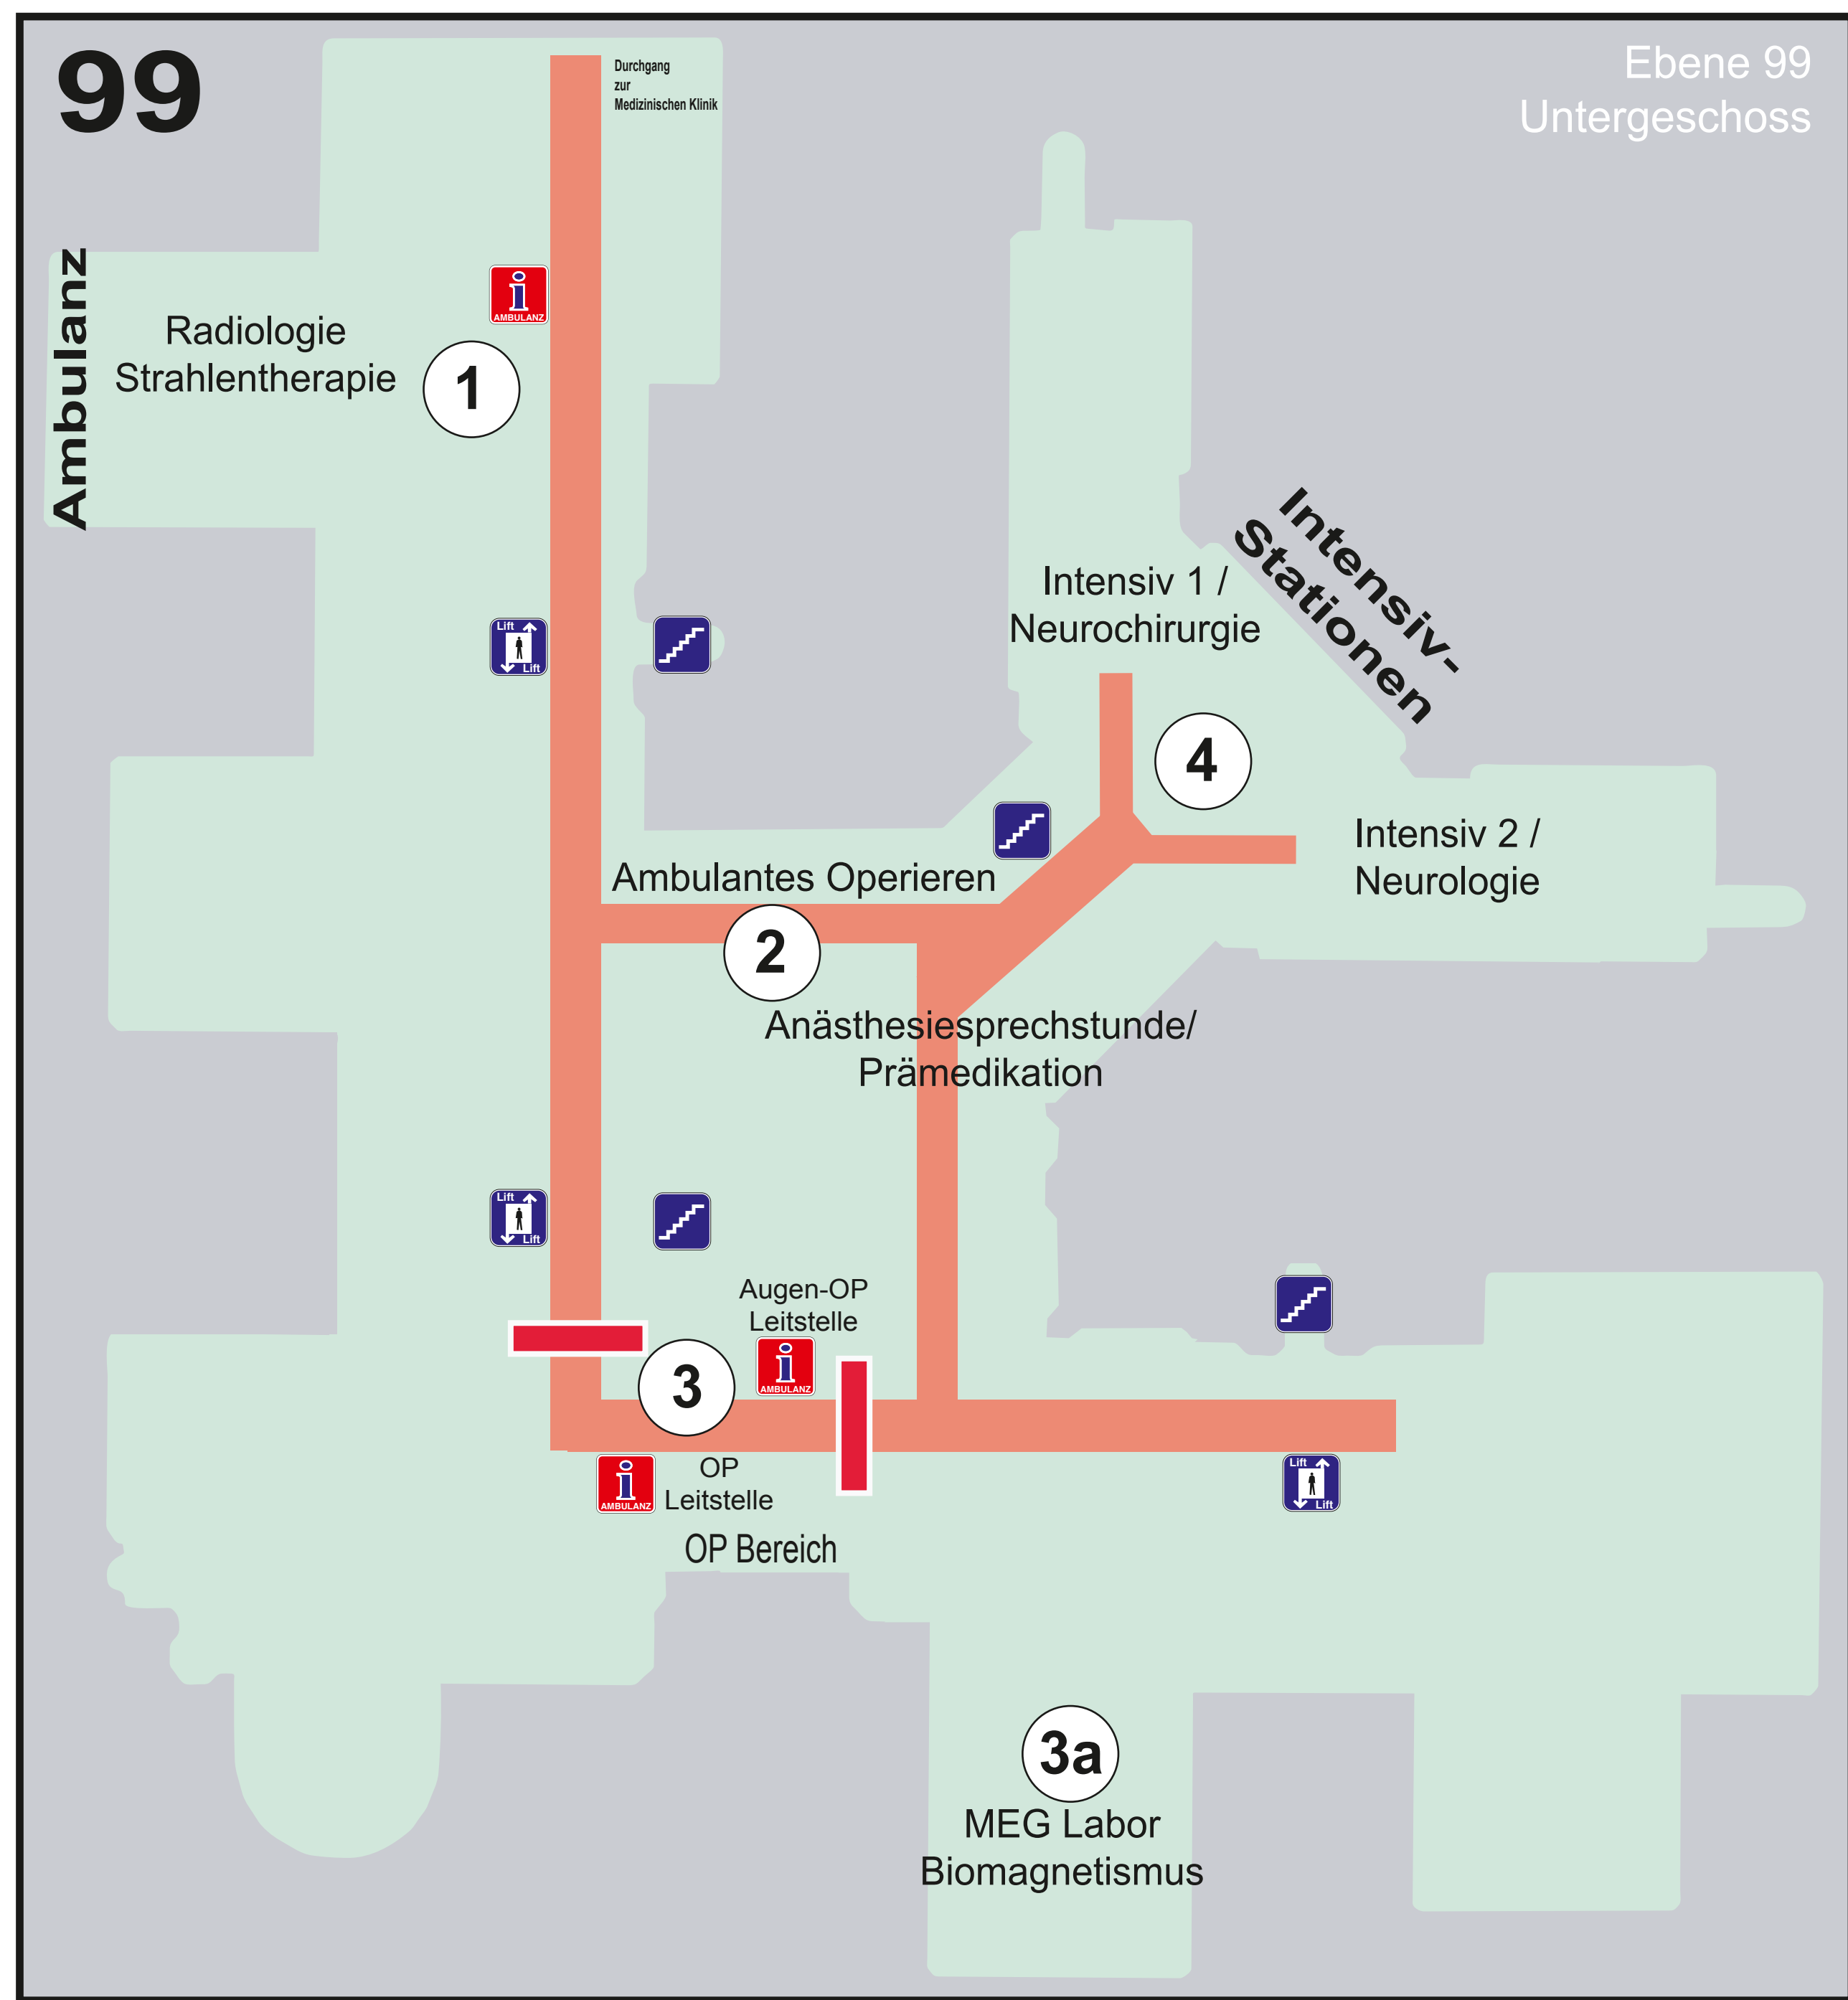 99
Ebene 99
Untergeschoss
Durchgang
zur
Medizinischen Klinik
Ambulanz
i
AMBULANZ
Radiologie
Strahlentherapie
1
Intensiv-
Stationen
Intensiv 1 /
Neurochirurgie
Lift
Lift
4
Intensiv 2 /
Neurologie
Ambulantes Operieren
2
Anästhesiesprechstunde/
Prämedikation
Lift
Lift
Augen-OP
Leitstelle
i
AMBULANZ
3
i
AMBULANZ
OP
Leitstelle
Lift
Lift
OP Bereich
3a
MEG Labor
Biomagnetismus